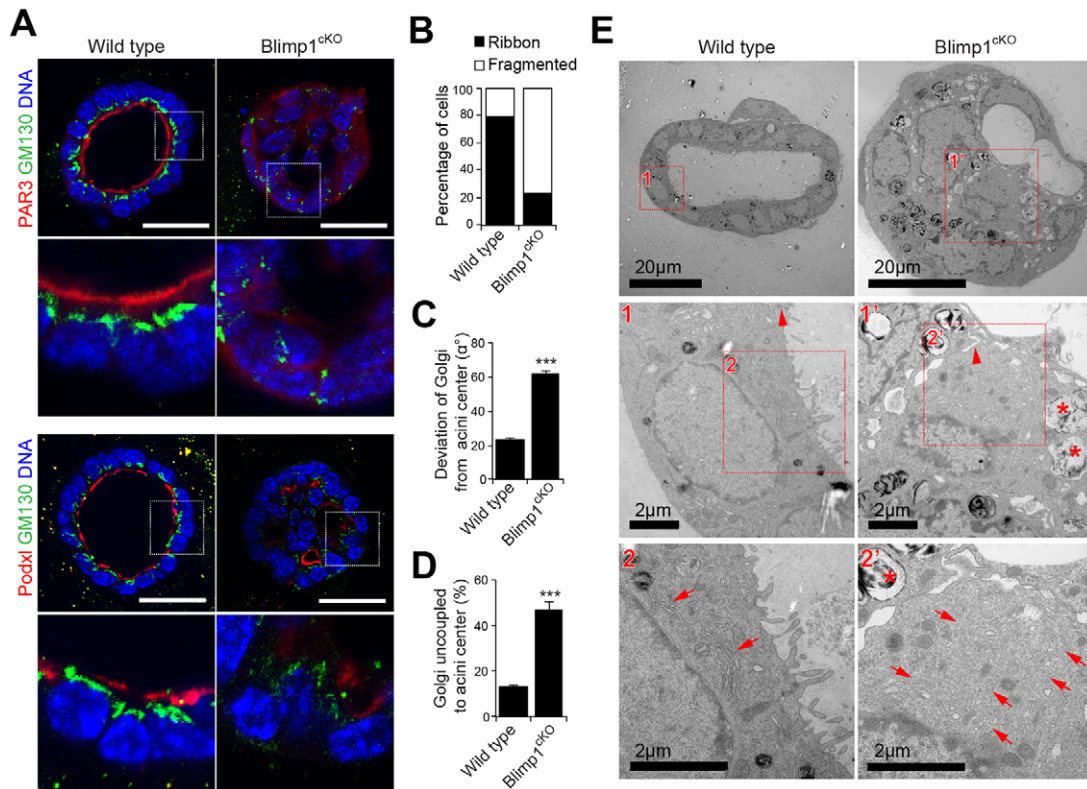 A
Wild type
Blimp1cKO
PAR3 GM130 DNA
Podxl GM130 DNA
B
Ribbon
Fragmented
Percentage of cells
100
80
60
40
20
0
Wild type
Blimp1cKO
C
Deviation of Golgi
from acini center (α°)
80
60
40
20
0
***
Wild type
Blimp1cKO
D
Golgi uncoupled
to acini center (%)
60
40
20
0
***
Wild type
Blimp1cKO
E
Wild type
Blimp1cKO
1
20µm
1'
20µm
1
2
2µm
1'
2'
*
*
2µm
2
2µm
2'
*
2µm